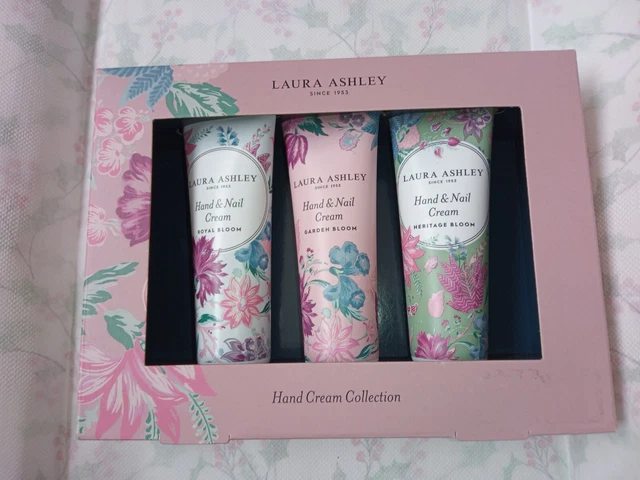 LAURA ASHLEY
SINCE 1953
LAURA ASHLEY
SINCE 1953
Hand & Nail
Cream
ROYAL BLOOM
LAURA ASHLEY
SINCE 1953
Hand & Nail
Cream
GARDEN BLOOM
LAURA ASHLEY
SINCE 1953
Hand & Nail
Cream
HERITAGE BLOOM
Hand Cream Collection